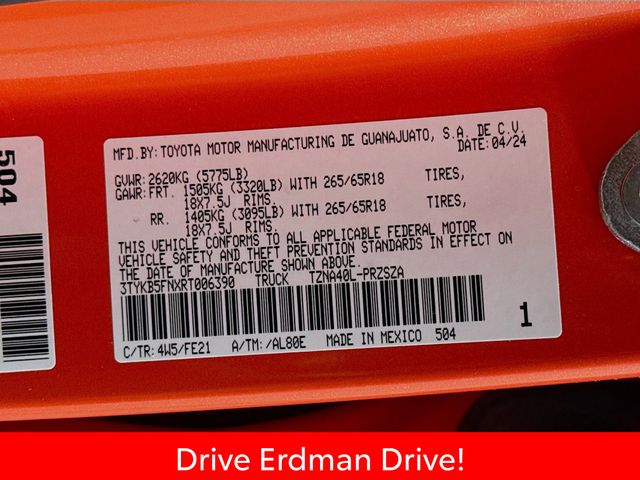 504
MFD.BY:TOYOTA MOTOR MANUFACTURING DE GUANAJUATO, S.A. DE C.V.
DATE: 04/24
GVWR:2620KG (5775LB)
GAWR:FRT. 1505KG (3320LB) WITH 265/65R18 TIRES,
18X7.5J RIMS.
RR. 1405KG (3095LB) WITH 265/65R18 TIRES,
18X7.5J RIMS.
THIS VEHICLE CONFORMS TO ALL APPLICABLE FEDERAL MOTOR
VEHICLE SAFETY AND THEFT PREVENTION STANDARDS IN EFFECT ON
THE DATE OF MANUFACTURE SHOWN ABOVE.
3TYKB5FNXRT006390 TRUCK TZNA40L-PRZSZA
1
C/TR:4W5/FE21 A/TM:/AL80E MADE IN MEXICO 504
Drive Erdman Drive!